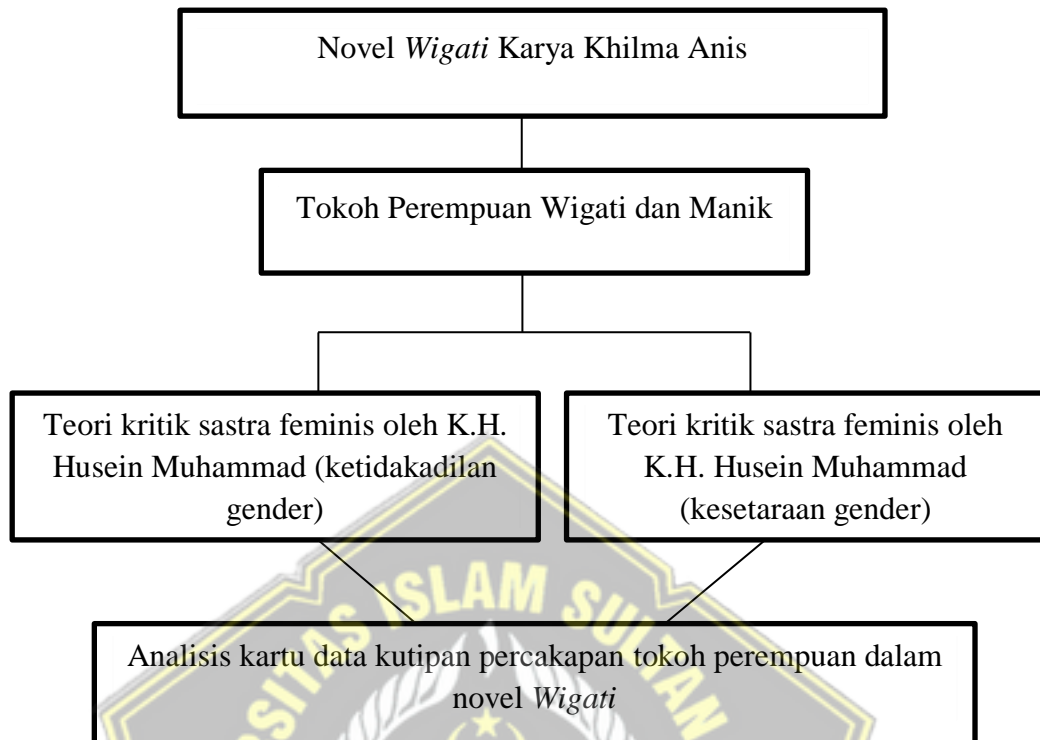 Novel Wigati Karya Khilma Anis
Tokoh Perempuan Wigati dan Manik
Teori kritik sastra feminis oleh K.H.
Husein Muhammad (ketidakadilan
gender)
Teori kritik sastra feminis oleh
K.H. Husein Muhammad
(kesetaraan gender)
ISLAM SULTAN
Analisis kartu data kutipan percakapan tokoh perempuan dalam
novel Wigati